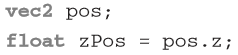 vec2 pos;
float zPos = pos.z;